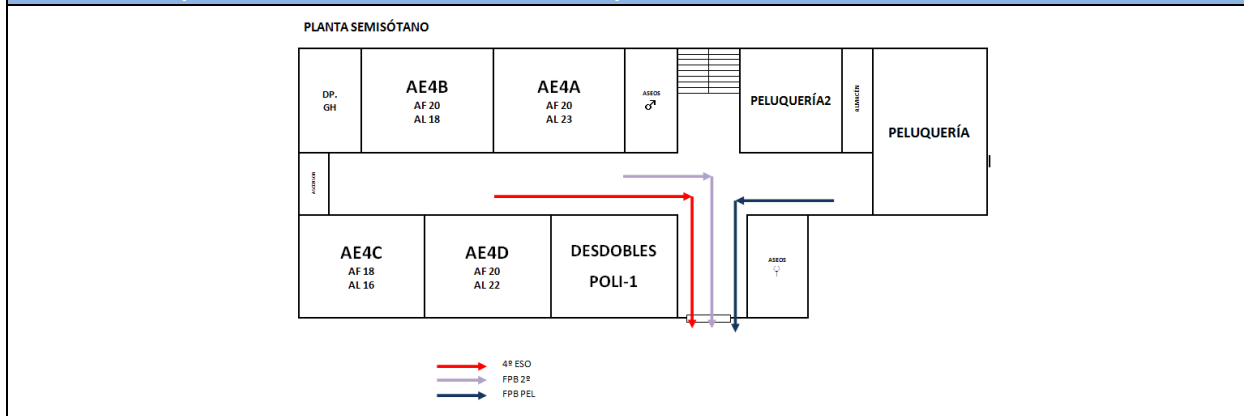 PLANTA SEMISÓTANO
DP.
GH
AE4B
AF 20
AL 18
AE4A
AF 20
AL 23
ASEOS
PELUQUERÍA2
ALMACÉN
PELUQUERÍA
ASCENSOR
AE4C
AF 18
AL 16
AE4D
AF 20
AL 22
DESDOBLES
POLI-1
ASEOS
4º ESO
FPB 2º
FPB PEL